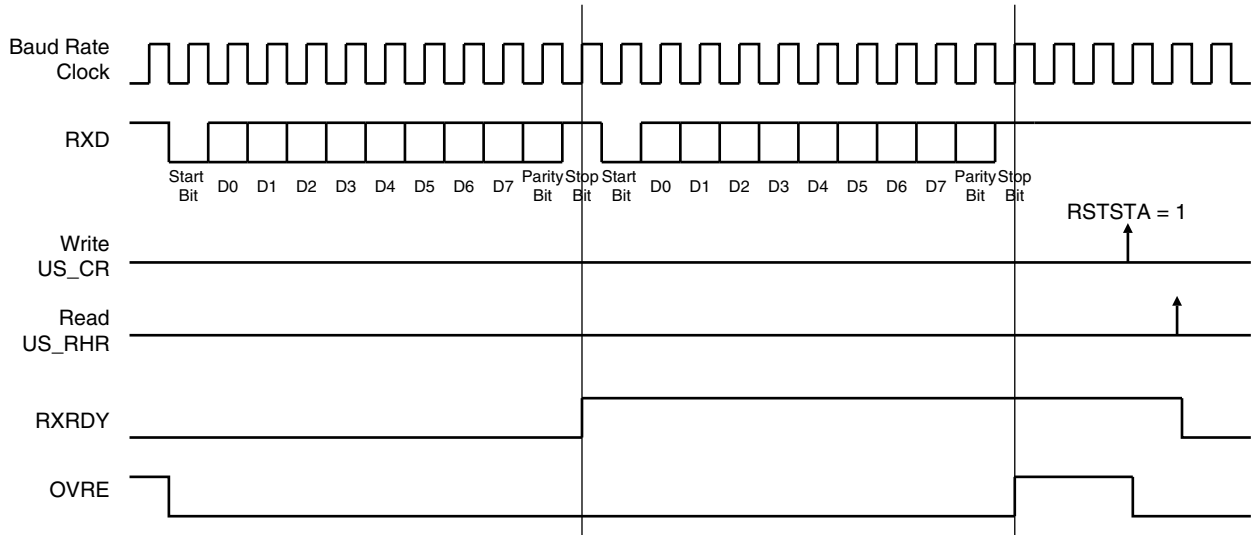 Baud Rate
Clock
RXD
Start
Bit
D0 D1 D2 D3 D4 D5 D6 D7
Parity
Bit
Stop
Bit
Start
Bit
D0 D1 D2 D3 D4 D5 D6 D7
Parity
Bit
Stop
Bit
RSTSTA = 1
Write
US_CR
Read
US_RHR
RXRDY
OVRE